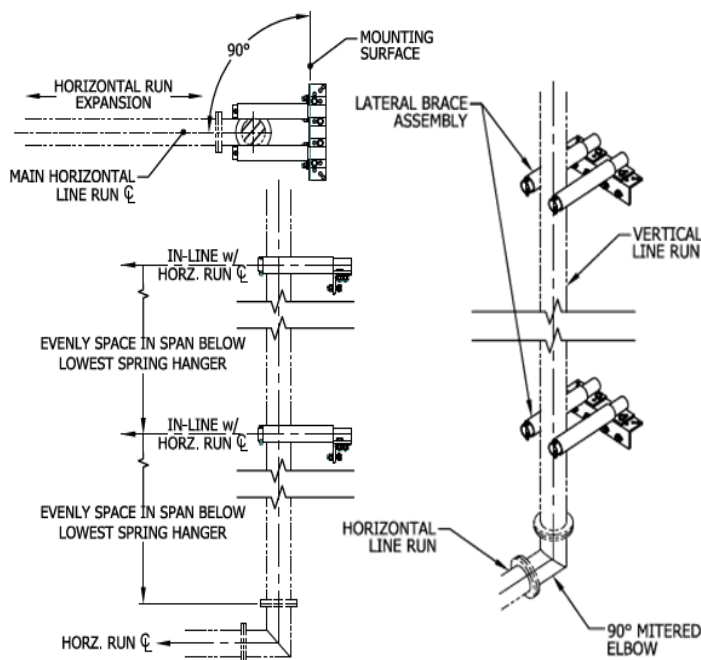 90°
MOUNTING
SURFACE
HORIZONTAL RUN
EXPANSION
MAIN HORIZONTAL
LINE RUN ℄
IN-LINE w/
HORZ. RUN ℄
EVENLY SPACE IN SPAN BELOW
LOWEST SPRING HANGER
IN-LINE w/
HORZ. RUN ℄
EVENLY SPACE IN SPAN BELOW
LOWEST SPRING HANGER
HORZ. RUN ℄
LATERAL BRACE
ASSEMBLY
VERTICAL
LINE RUN
HORIZONTAL
LINE RUN
90° MITERED
ELBOW